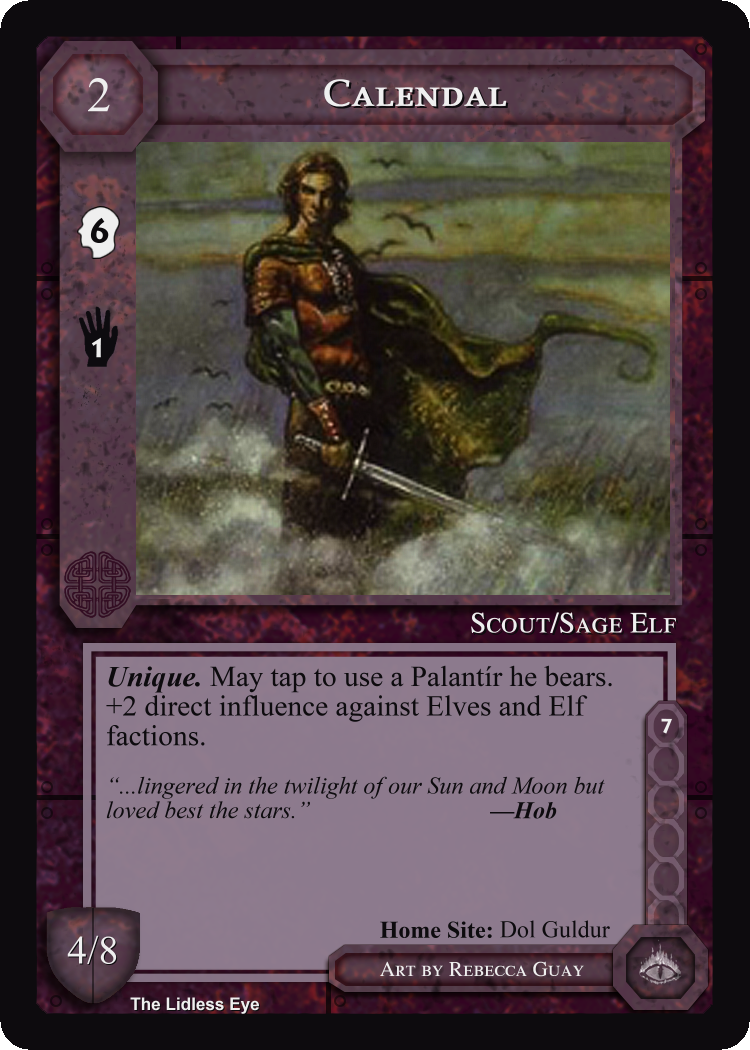 2
Calendal
6
1
Scout/Sage Elf
Unique. May tap to use a Palantír he bears.
+2 direct influence against Elves and Elf
factions.
7
“...lingered in the twilight of our Sun and Moon but
loved best the stars.” —Hob
Home Site: Dol Guldur
4/8
Art by Rebecca Guay
The Lidless Eye